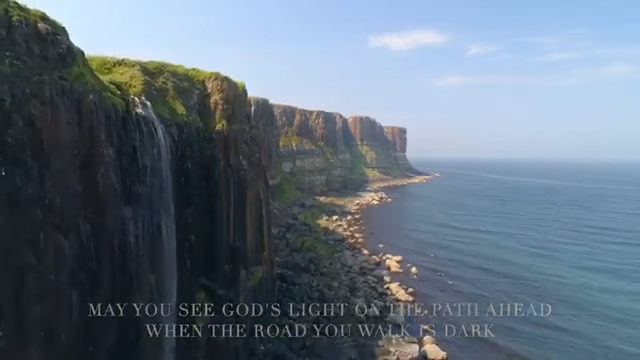 MAY YOU SEE GOD'S LIGHT ON THE PATH AHEAD
WHEN THE ROAD YOU WALK IS DARK